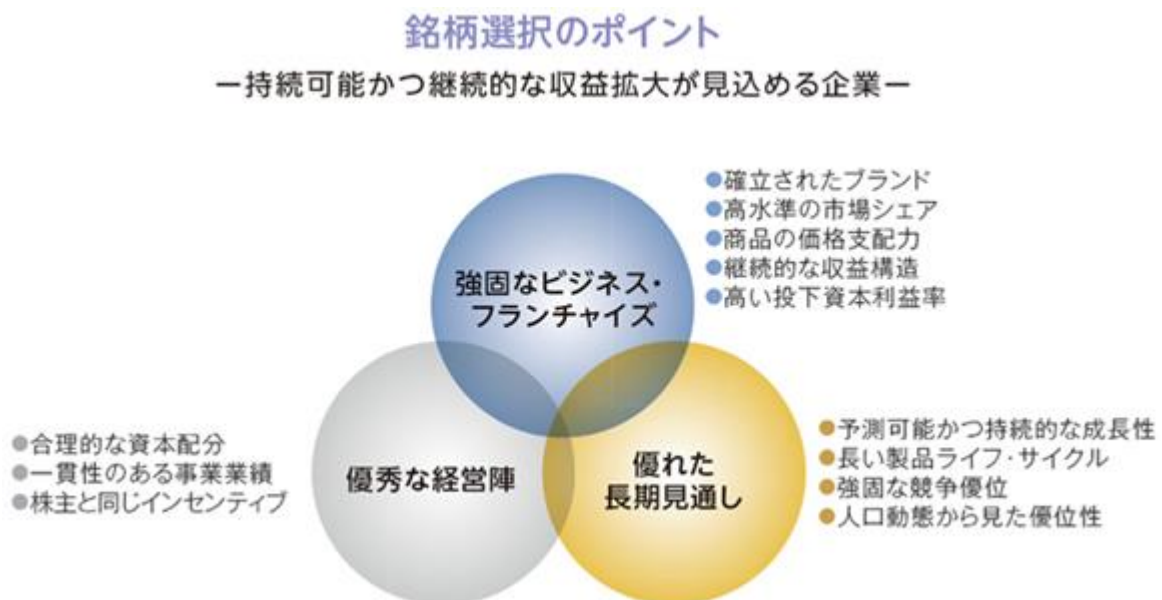 銘柄選択のポイント
ー持続可能かつ継続的な収益拡大が見込める企業ー
●確立されたブランド
●高水準の市場シェア
●商品の価格支配力
●継続的な収益構造
●高い投下資本利益率
強固なビジネス・
フランチャイズ
●合理的な資本配分
●一貫性のある事業業績
●株主と同じインセンティブ
優秀な経営陣
優れた
長期見通し
●予測可能かつ持続的な成長性
●長い製品ライフ・サイクル
●強固な競争優位
●人口動態から見た優位性